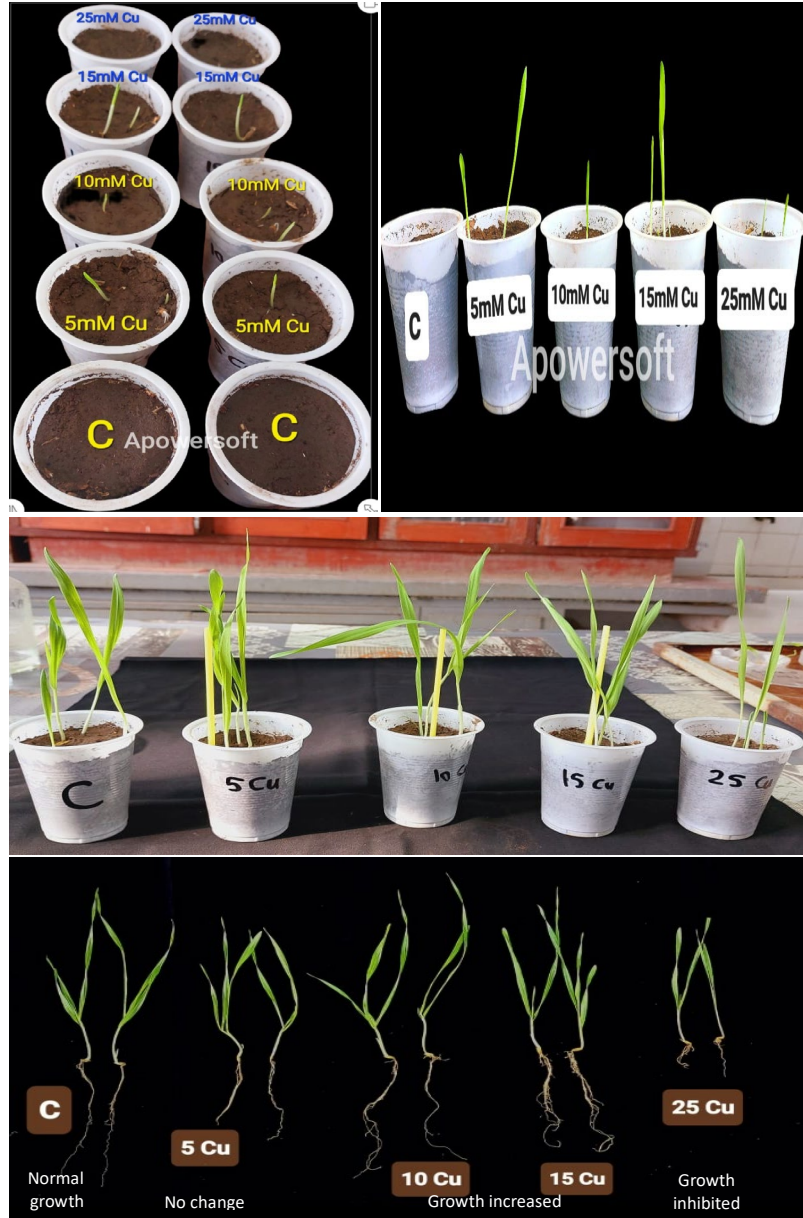 25mM Cu
25mM Cu
15mM Cu
15mM Cu
10mM Cu
10mM Cu
5mM Cu
5mM Cu
C
C
Apowersoft
C
5mM Cu
10mM Cu
15mM Cu
25mM Cu
Apowersoft
C
5 Cu
10 C
15 Cu
25 Cu
C
5 Cu
10 Cu
15 Cu
25 Cu
Normal
growth
No change
Growth increased
Growth
inhibited